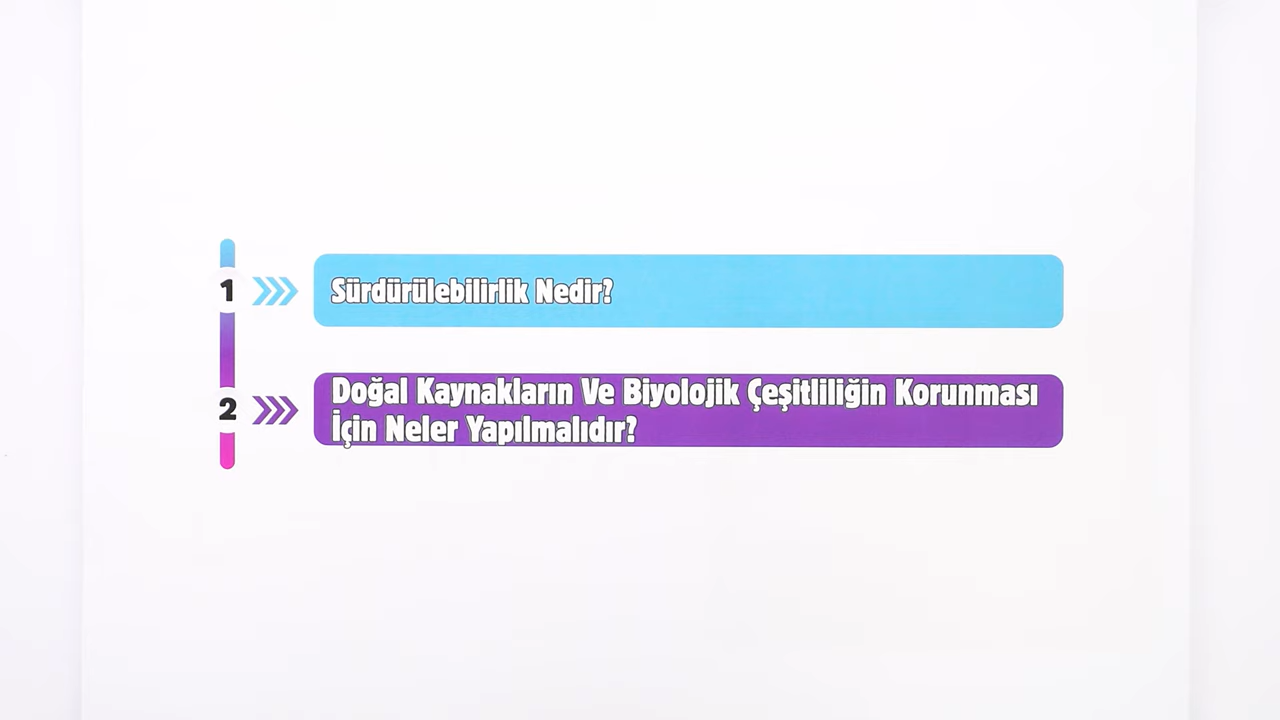 1
Sürdürülebilirlik Nedir?
2
Doğal Kaynakların Ve Biyolojik Çeşitliliğin Korunması
İçin Neler Yapılmalıdır?